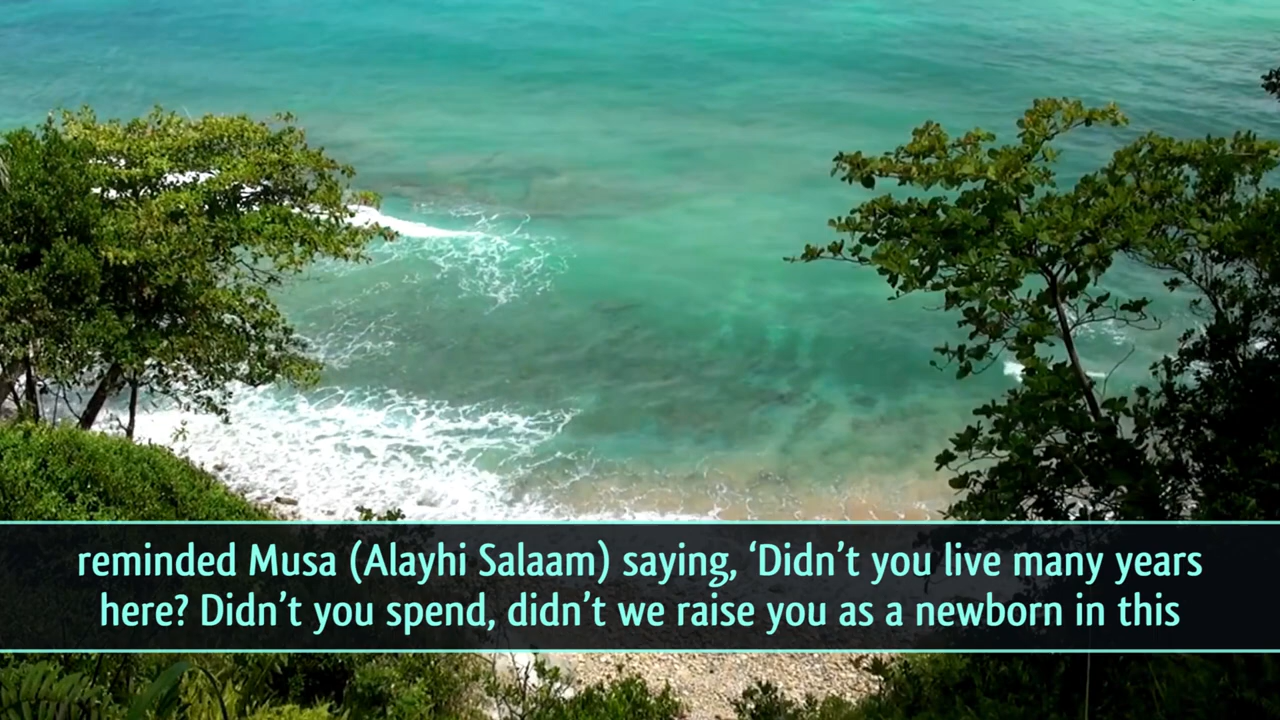 reminded Musa (Alayhi Salaam) saying, ‘Didn’t you live many years
here? Didn’t you spend, didn’t we raise you as a newborn in this